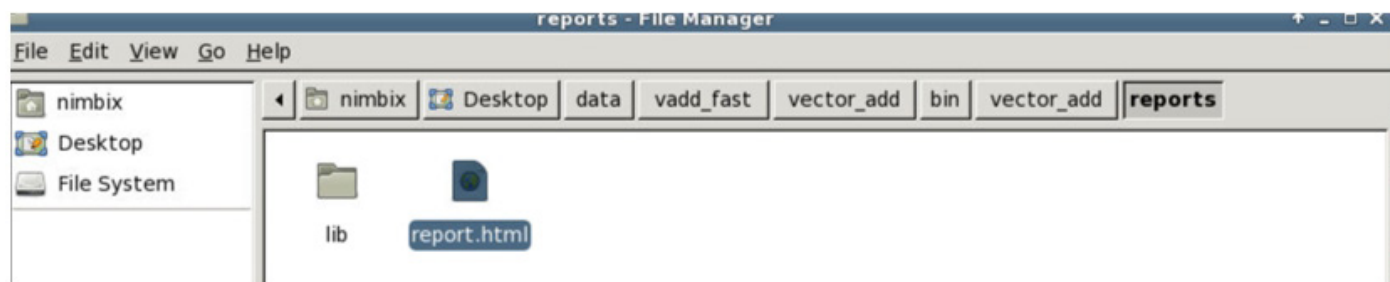 reports - File Manager
File Edit View Go Help
nimbix
Desktop
File System
nimbix Desktop data vadd_fast vector_add bin vector_add reports
lib
report.html